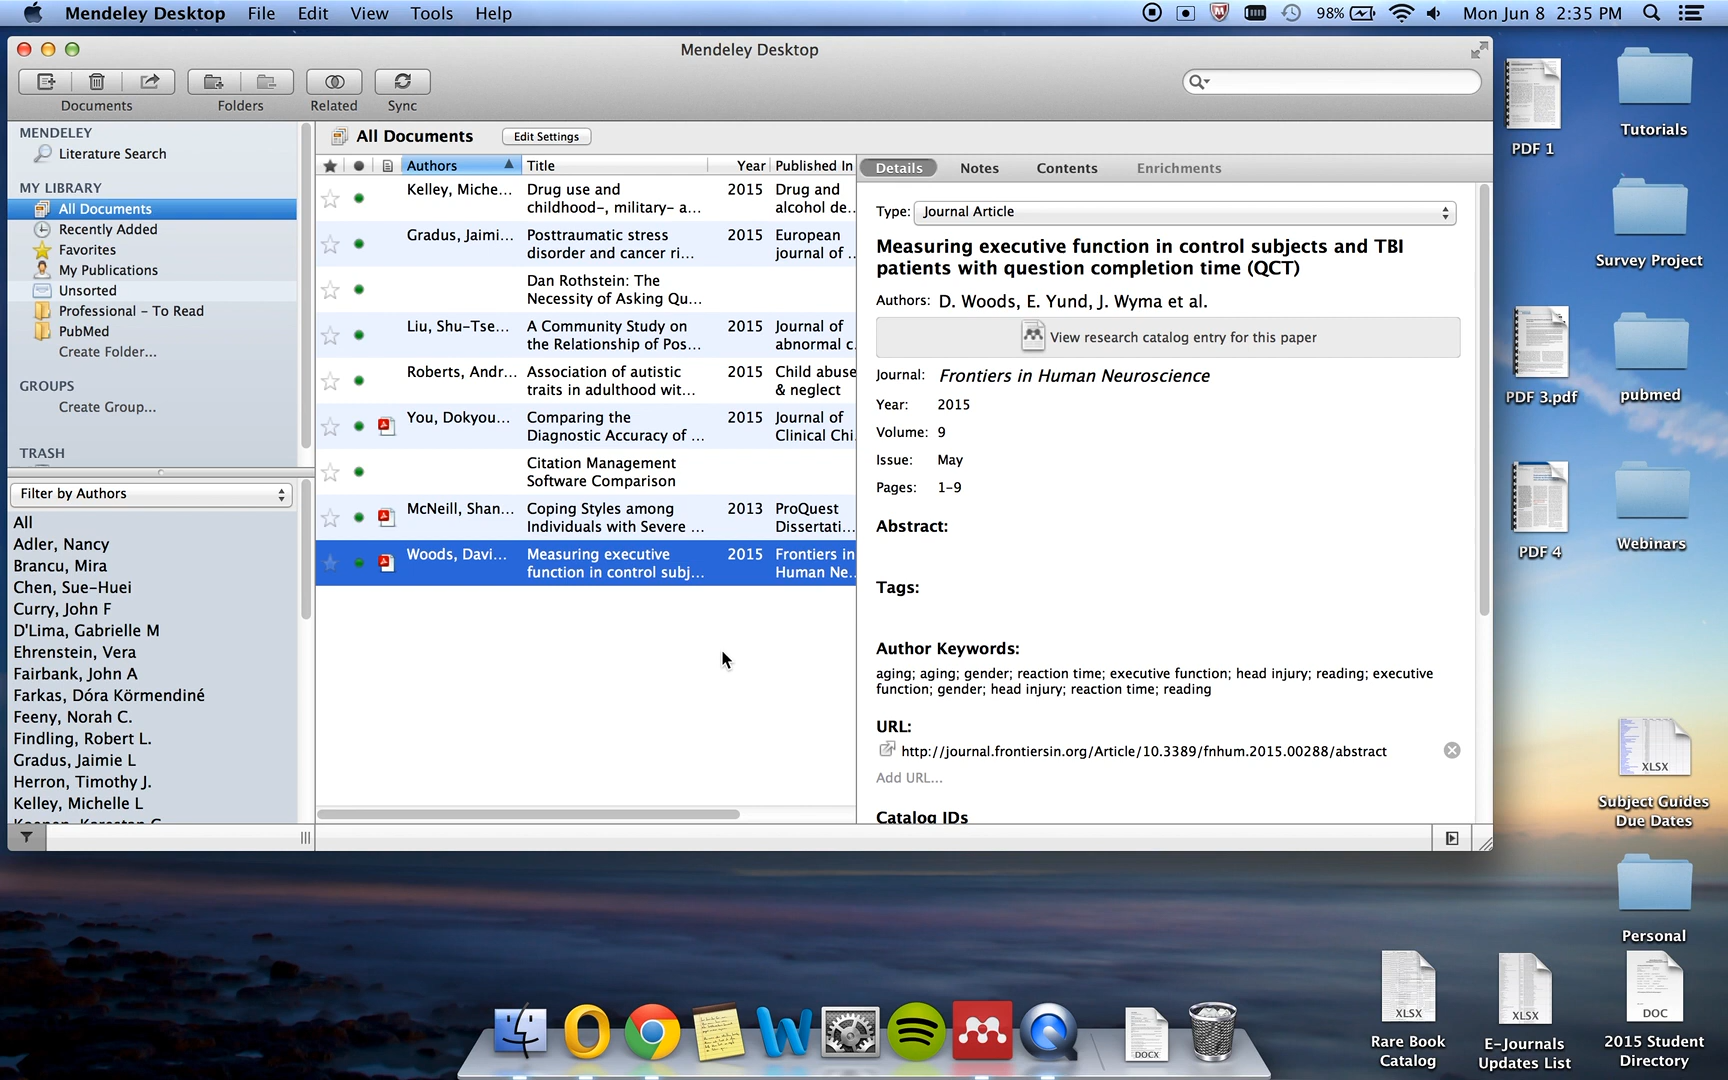 Mendeley Desktop File Edit View Tools Help
98% Mon Jun 8 2:35 PM
Mendeley Desktop
Documents Folders Related Sync
MENDELEY
Literature Search
MY LIBRARY
All Documents
Recently Added
Favorites
My Publications
Unsorted
Professional - To Read
PubMed
Create Folder...
GROUPS
Create Group...
TRASH
Filter by Authors
All
Adler, Nancy
Brancu, Mira
Chen, Sue-Huei
Curry, John F
D'Lima, Gabrielle M
Ehrenstein, Vera
Fairbank, John A
Farkas, Dóra Körmendiné
Feeny, Norah C.
Findling, Robert L.
Gradus, Jaimie L
Herron, Timothy J.
Kelley, Michelle L
All Documents Edit Settings
Authors Title Year Published In
Kelley, Miche... Drug use and 2015 Drug and
childhood-, military- a... alcohol de...
Gradus, Jaimi... Posttraumatic stress 2015 European
disorder and cancer ri... journal of ...
Dan Rothstein: The
Necessity of Asking Qu...
Liu, Shu-Tse... A Community Study on 2015 Journal of
the Relationship of Pos... abnormal c...
Roberts, Andr... Association of autistic 2015 Child abuse
traits in adulthood wit... & neglect
You, Dokyou... Comparing the 2015 Journal of
Diagnostic Accuracy of ... Clinical Chi...
Citation Management
Software Comparison
McNeill, Shan... Coping Styles among 2013 ProQuest
Individuals with Severe ... Dissertati...
Woods, Davi... Measuring executive 2015 Frontiers in
function in control subj... Human Ne...
Details Notes Contents Enrichments
Type: Journal Article
Measuring executive function in control subjects and TBI
patients with question completion time (QCT)
Authors: D. Woods, E. Yund, J. Wyma et al.
View research catalog entry for this paper
Journal: Frontiers in Human Neuroscience
Year: 2015
Volume: 9
Issue: May
Pages: 1-9
Abstract:
Tags:
Author Keywords:
aging; aging; gender; reaction time; executive function; head injury; reading; executive
function; gender; head injury; reaction time; reading
URL:
http://journal.frontiersin.org/Article/10.3389/fnhum.2015.00288/abstract
Add URL...
Catalog IDs
PDF 1
Tutorials
Survey Project
PDF 3.pdf
pubmed
PDF 4
Webinars
XLSX
Subject Guides
Due Dates
Personal
XLSX
Rare Book
Catalog
XLSX
E-Journals
Updates List
DOC
2015 Student
Directory
DOCX